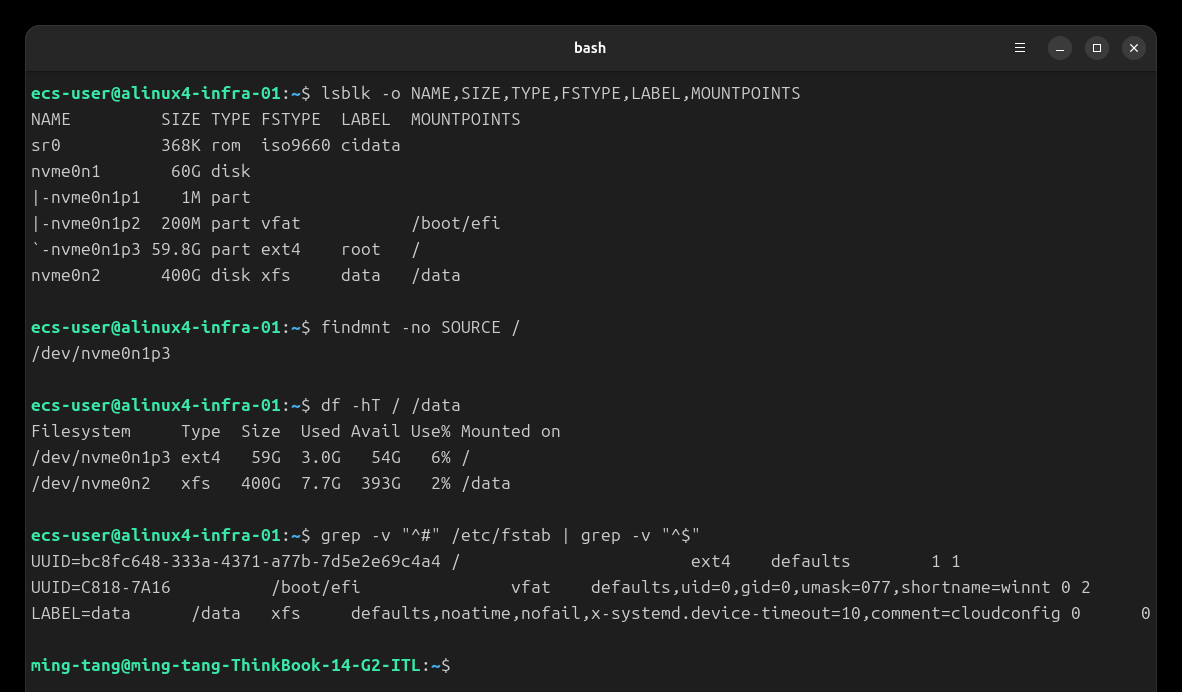 bash
ecs-user@alinux4-infra-01:~$ lsblk -o NAME,SIZE,TYPE,FSTYPE,LABEL,MOUNTPOINTS
NAME         SIZE TYPE FSTYPE  LABEL  MOUNTPOINTS
sr0          368K rom  iso9660 cidata
nvme0n1       60G disk
|-nvme0n1p1    1M part
|-nvme0n1p2  200M part vfat           /boot/efi
`-nvme0n1p3 59.8G part ext4    root   /
nvme0n2      400G disk xfs     data   /data
ecs-user@alinux4-infra-01:~$ findmnt -no SOURCE /
/dev/nvme0n1p3
ecs-user@alinux4-infra-01:~$ df -hT / /data
Filesystem     Type  Size  Used Avail Use% Mounted on
/dev/nvme0n1p3 ext4   59G  3.0G   54G   6% /
/dev/nvme0n2   xfs   400G  7.7G  393G   2% /data
ecs-user@alinux4-infra-01:~$ grep -v "^#" /etc/fstab | grep -v "^$"
UUID=bc8fc648-333a-4371-a77b-7d5e2e69c4a4 /                       ext4    defaults        1 1
UUID=C818-7A16          /boot/efi               vfat    defaults,uid=0,gid=0,umask=077,shortname=winnt 0 2
LABEL=data      /data   xfs     defaults,noatime,nofail,x-systemd.device-timeout=10,comment=cloudconfig 0      0
ming-tang@ming-tang-ThinkBook-14-G2-ITL:~$